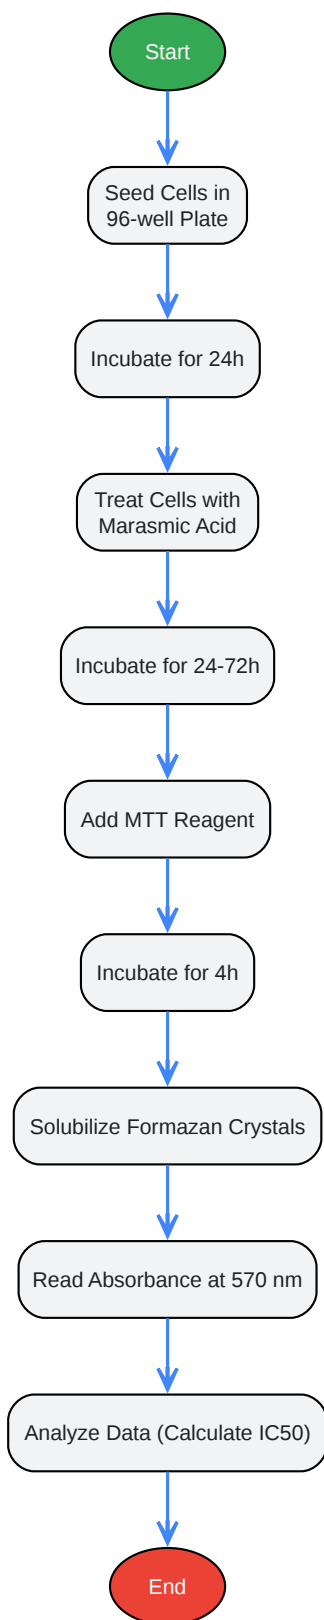 Start
Seed Cells in
96-well Plate
Incubate for 24h
Treat Cells with
Marasmic Acid
Incubate for 24-72h
Add MTT Reagent
Incubate for 4h
Solubilize Formazan Crystals
Read Absorbance at 570 nm
Analyze Data (Calculate IC50)
End